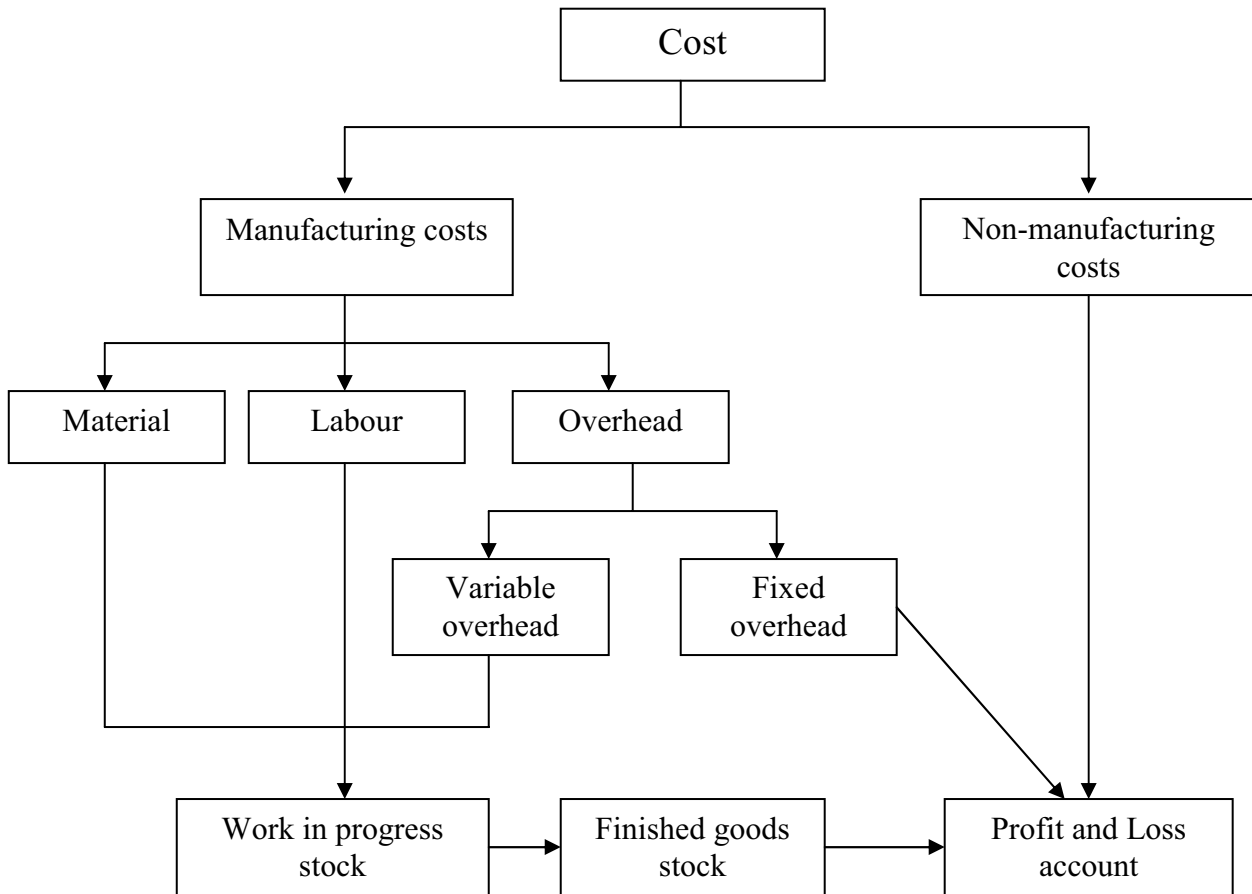 Cost
Manufacturing costs
Non-manufacturing
costs
Material
Labour
Overhead
Variable
overhead
Fixed
overhead
Work in progress
stock
Finished goods
stock
Profit and Loss
account